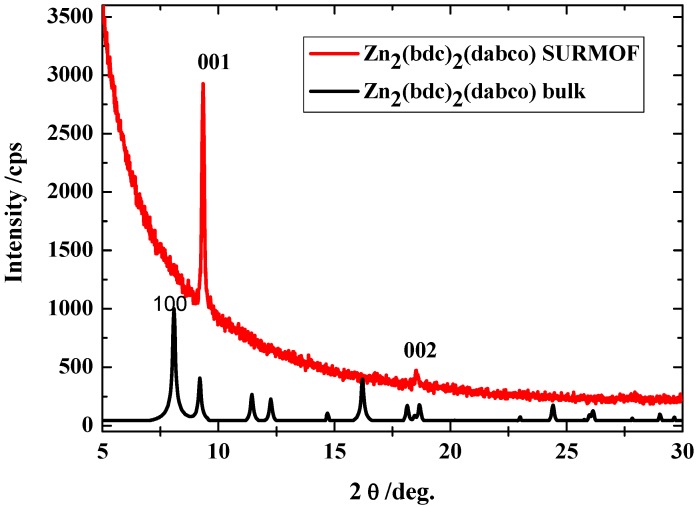 3500
3000
2500
2000
1500
1000
500
0
Intensity /cps
001
Zn2(bdc)2(dabco) SURMOF
Zn2(bdc)2(dabco) bulk
100
002
5 10 15 20 25 30
2 θ /deg.